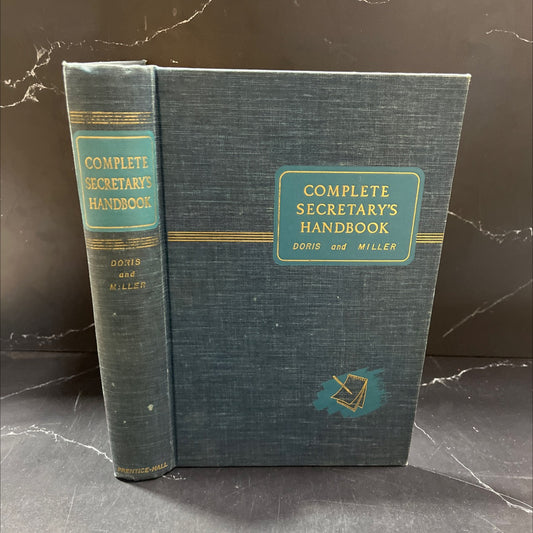 COMPLETE
SECRETARY'S
HANDBOOK
DORIS
and
MILLER
PRENTICE-HALL
COMPLETE
SECRETARY'S
HANDBOOK
DORIS and MILLER